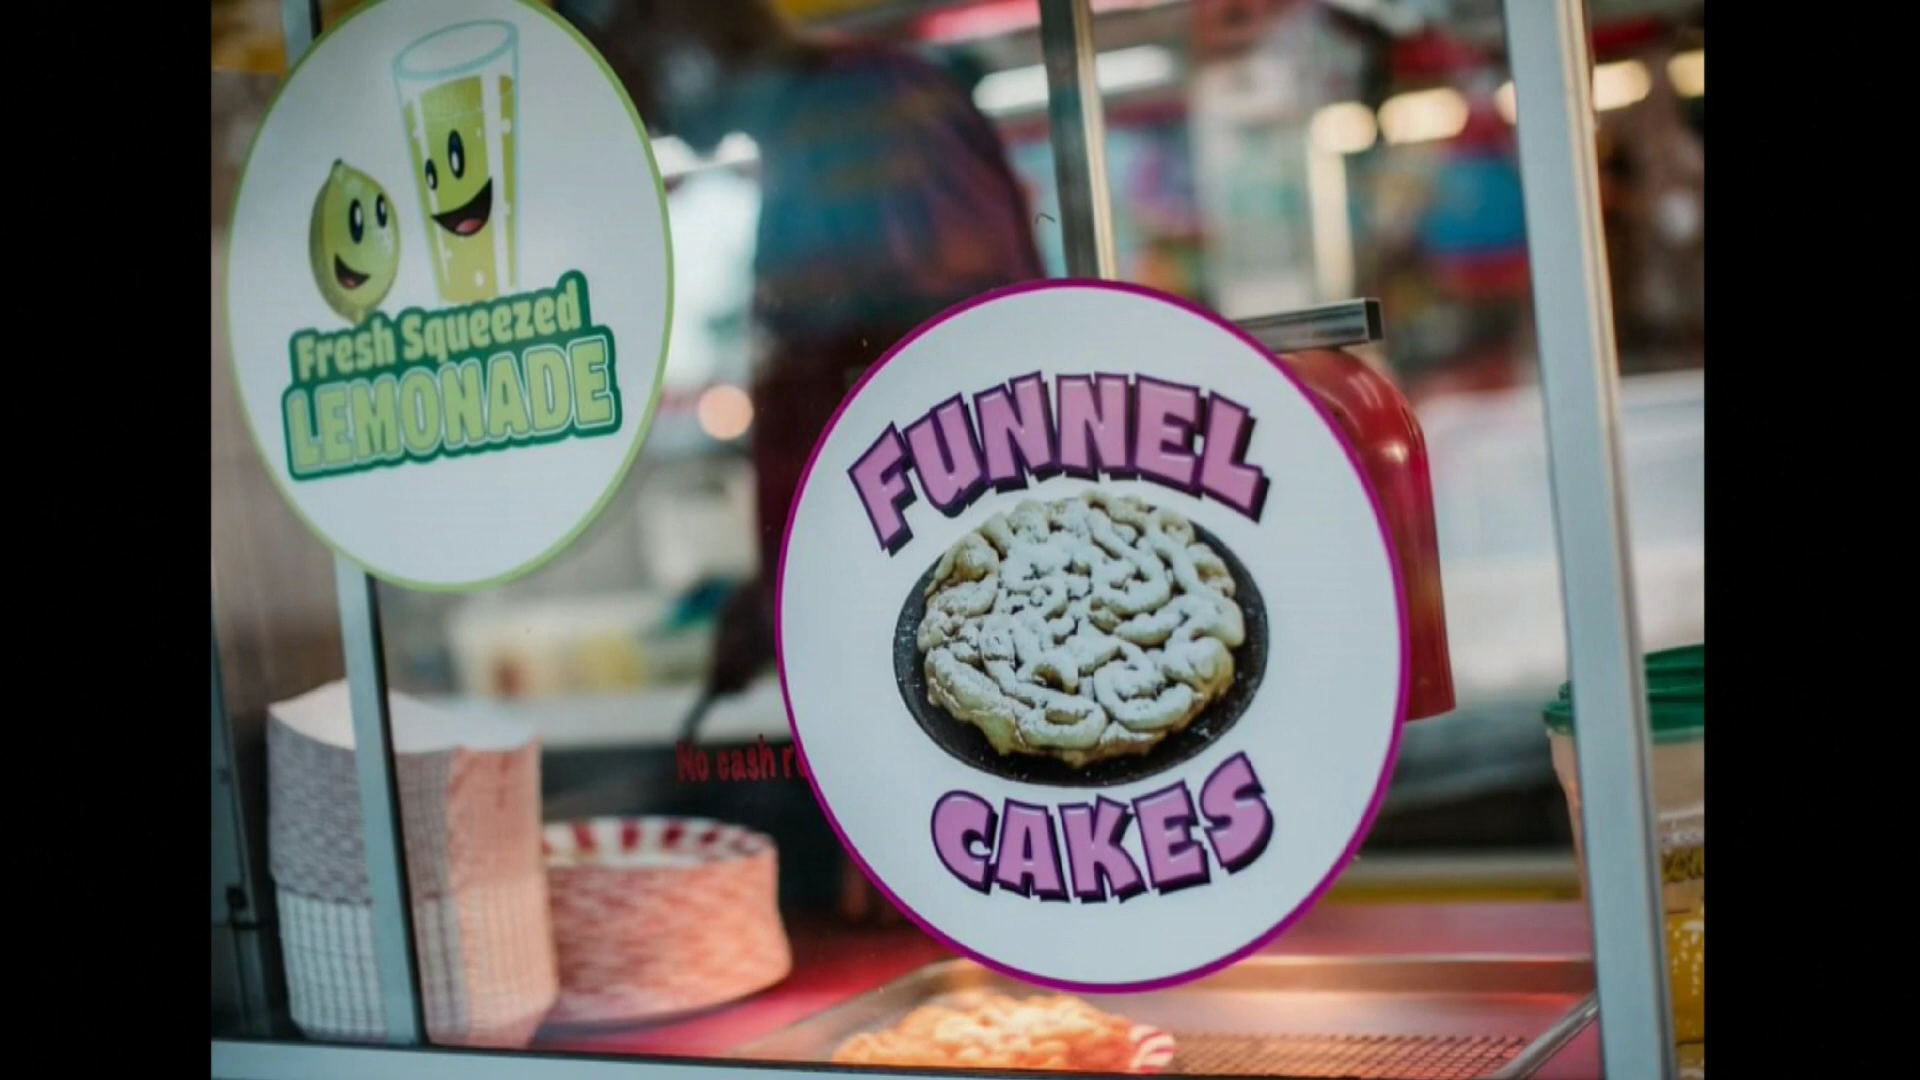 Fresh Squeezed
LEMONADE
FUNNEL
CAKES
No cash